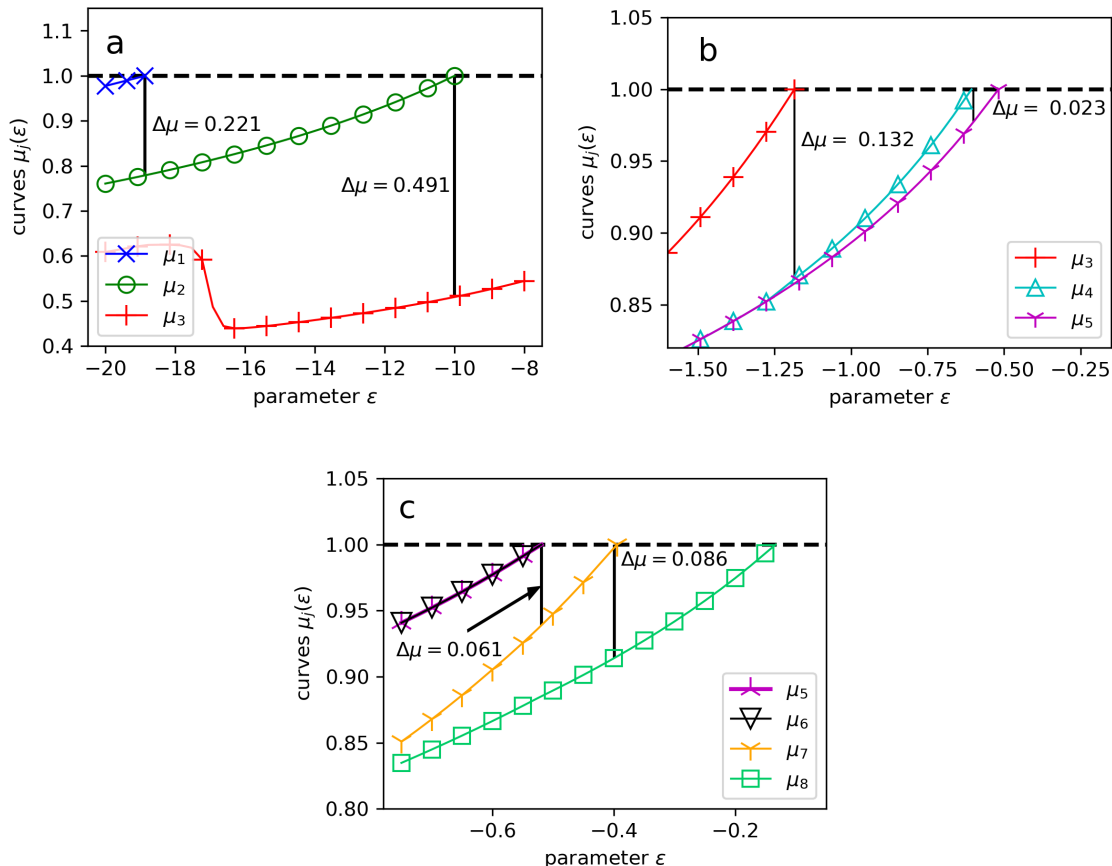 a
curves μj(ε)
1.1
1.0
0.9
0.8
0.7
0.6
0.5
0.4
Δμ = 0.221
Δμ = 0.491
μ1
μ2
μ3
−20 −18 −16 −14 −12 −10 −8
parameter ε
b
curves μj(ε)
1.05
1.00
0.95
0.90
0.85
Δμ = 0.023
Δμ = 0.132
μ3
μ4
μ5
−1.50 −1.25 −1.00 −0.75 −0.50 −0.25
parameter ε
c
curves μj(ε)
1.05
1.00
0.95
0.90
0.85
0.80
Δμ = 0.086
Δμ = 0.061
μ5
μ6
μ7
μ8
−0.6 −0.4 −0.2
parameter ε